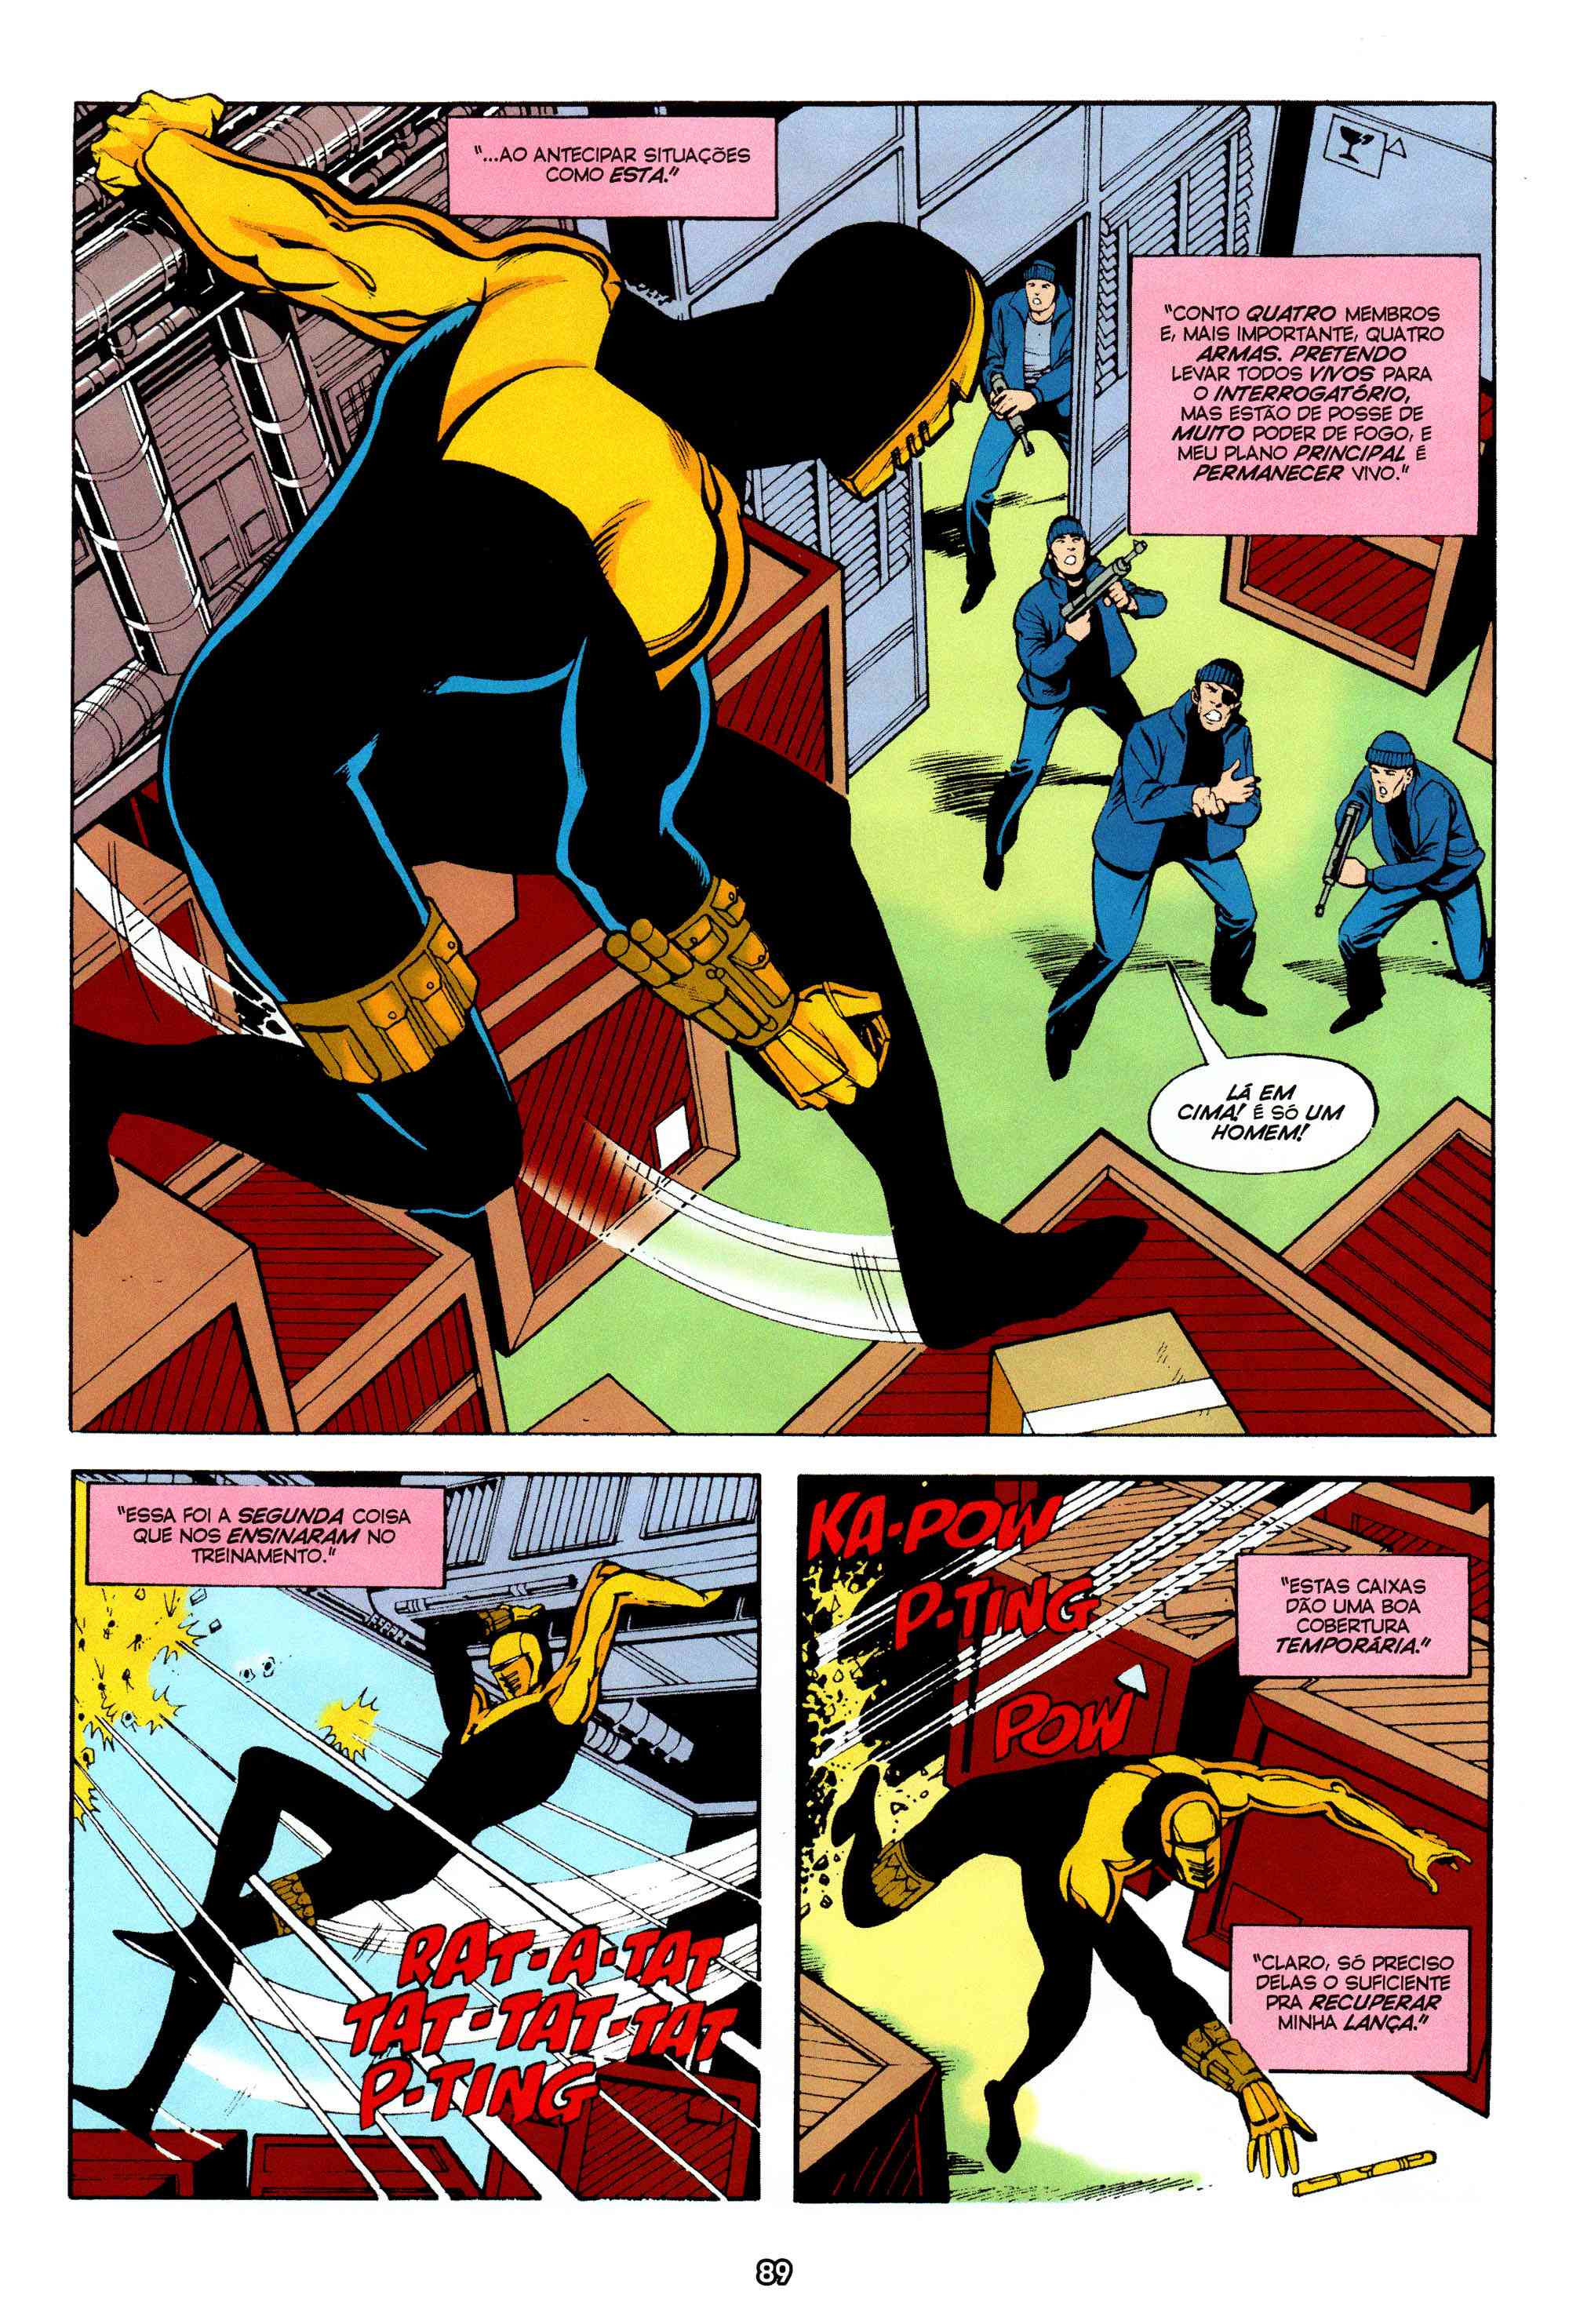 "...AO ANTECIPAR SITUAÇÕES
COMO ESTA."
"CONTO QUATRO MEMBROS
E, MAIS IMPORTANTE, QUATRO
ARMAS. PRETENDO
LEVAR TODOS VIVOS PARA
O INTERROGATÓRIO,
MAS ESTÃO DE POSSE DE
MUITO PODER DE FOGO, E
MEU PLANO PRINCIPAL É
PERMANECER VIVO."
LÁ EM
CIMA! É SÓ UM
HOMEM!
"ESSA FOI A SEGUNDA COISA
QUE NOS ENSINARAM NO
TREINAMENTO."
RAT-A-TAT
TAT-TAT-TAT
P-TING
KA-POW
P-TING
POW
"ESTAS CAIXAS
DÃO UMA BOA
COBERTURA
TEMPORÁRIA."
"CLARO, SÓ PRECISO
DELAS O SUFICIENTE
PRA RECUPERAR
MINHA LANÇA."
89